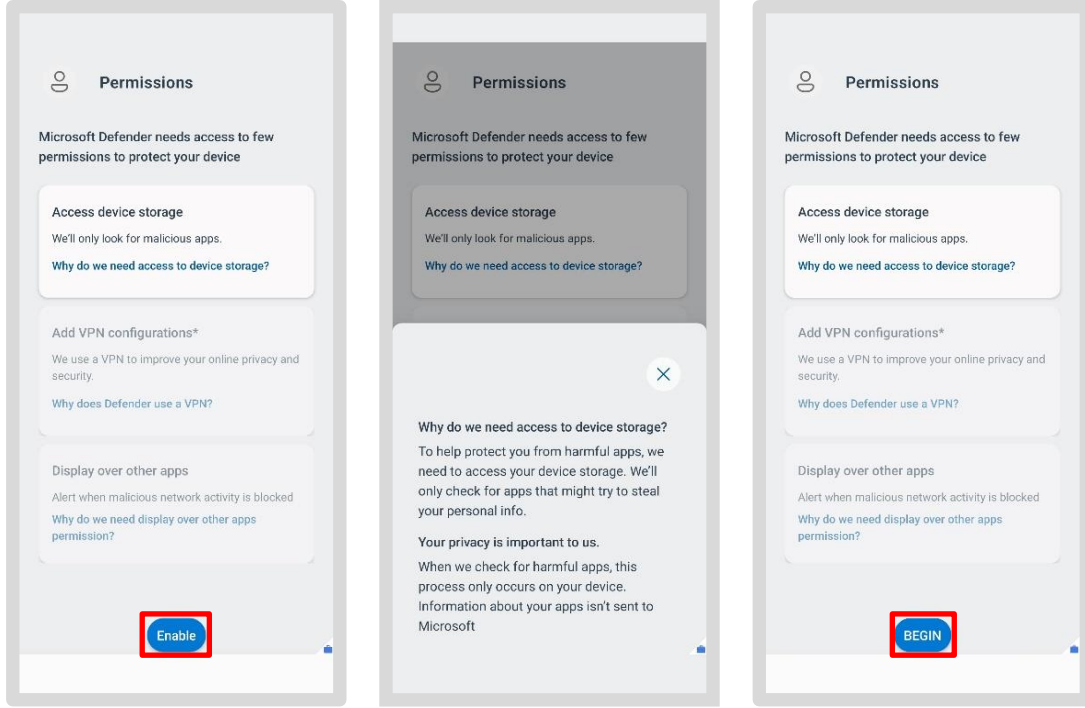 Permissions
Microsoft Defender needs access to few
permissions to protect your device
Access device storage
We'll only look for malicious apps.
Why do we need access to device storage?
Add VPN configurations*
We use a VPN to improve your online privacy and
security.
Why does Defender use a VPN?
Display over other apps
Alert when malicious network activity is blocked
Why do we need display over other apps
permission?
Enable
Permissions
Microsoft Defender needs access to few
permissions to protect your device
Access device storage
We'll only look for malicious apps.
Why do we need access to device storage?
Why do we need access to device storage?
To help protect you from harmful apps, we
need to access your device storage. We'll
only check for apps that might try to steal
your personal info.
Your privacy is important to us.
When we check for harmful apps, this
process only occurs on your device.
Information about your apps isn't sent to
Microsoft
Permissions
Microsoft Defender needs access to few
permissions to protect your device
Access device storage
We'll only look for malicious apps.
Why do we need access to device storage?
Add VPN configurations*
We use a VPN to improve your online privacy and
security.
Why does Defender use a VPN?
Display over other apps
Alert when malicious network activity is blocked
Why do we need display over other apps
permission?
BEGIN